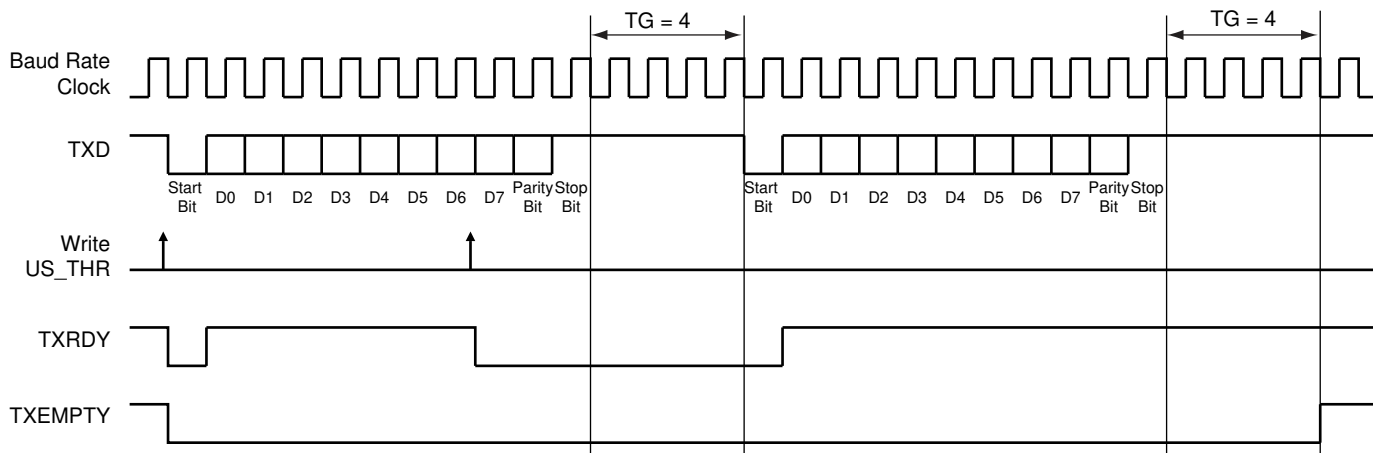 TG = 4
TG = 4
Baud Rate
Clock
TXD
Start
Bit
D0
D1
D2
D3
D4
D5
D6
D7
Parity
Bit
Stop
Bit
Start
Bit
D0
D1
D2
D3
D4
D5
D6
D7
Parity
Bit
Stop
Bit
Write
US_THR
TXRDY
TXEMPTY